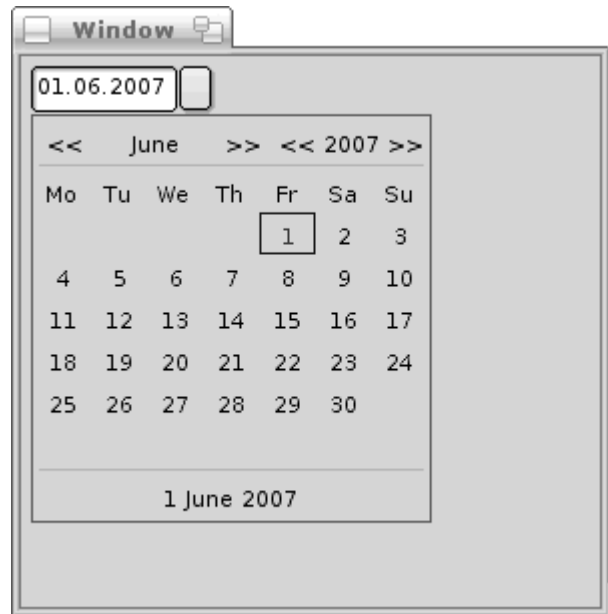 Window
01.06.2007
<< June >> << 2007 >>
Mo Tu We Th Fr Sa Su
1 2 3
4 5 6 7 8 9 10
11 12 13 14 15 16 17
18 19 20 21 22 23 24
25 26 27 28 29 30
1 June 2007